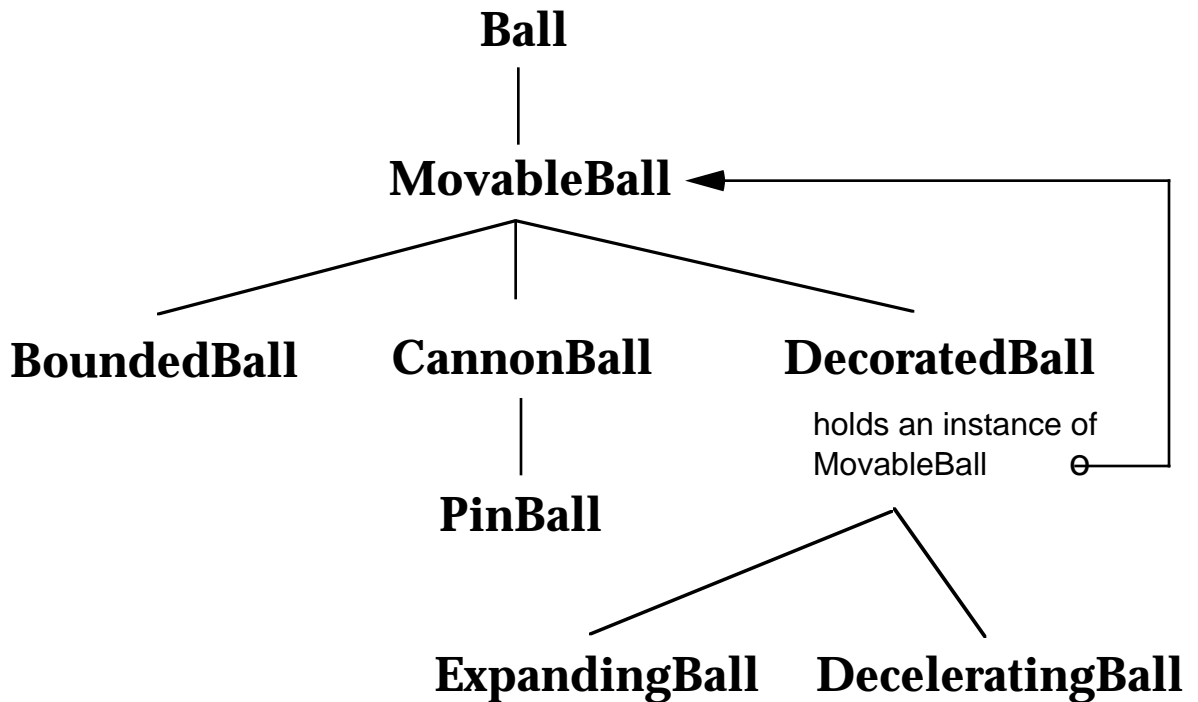 Ball
MovableBall
BoundedBall
CannonBall
DecoratedBall
holds an instance of
MovableBall
PinBall
ExpandingBall
DeceleratingBall